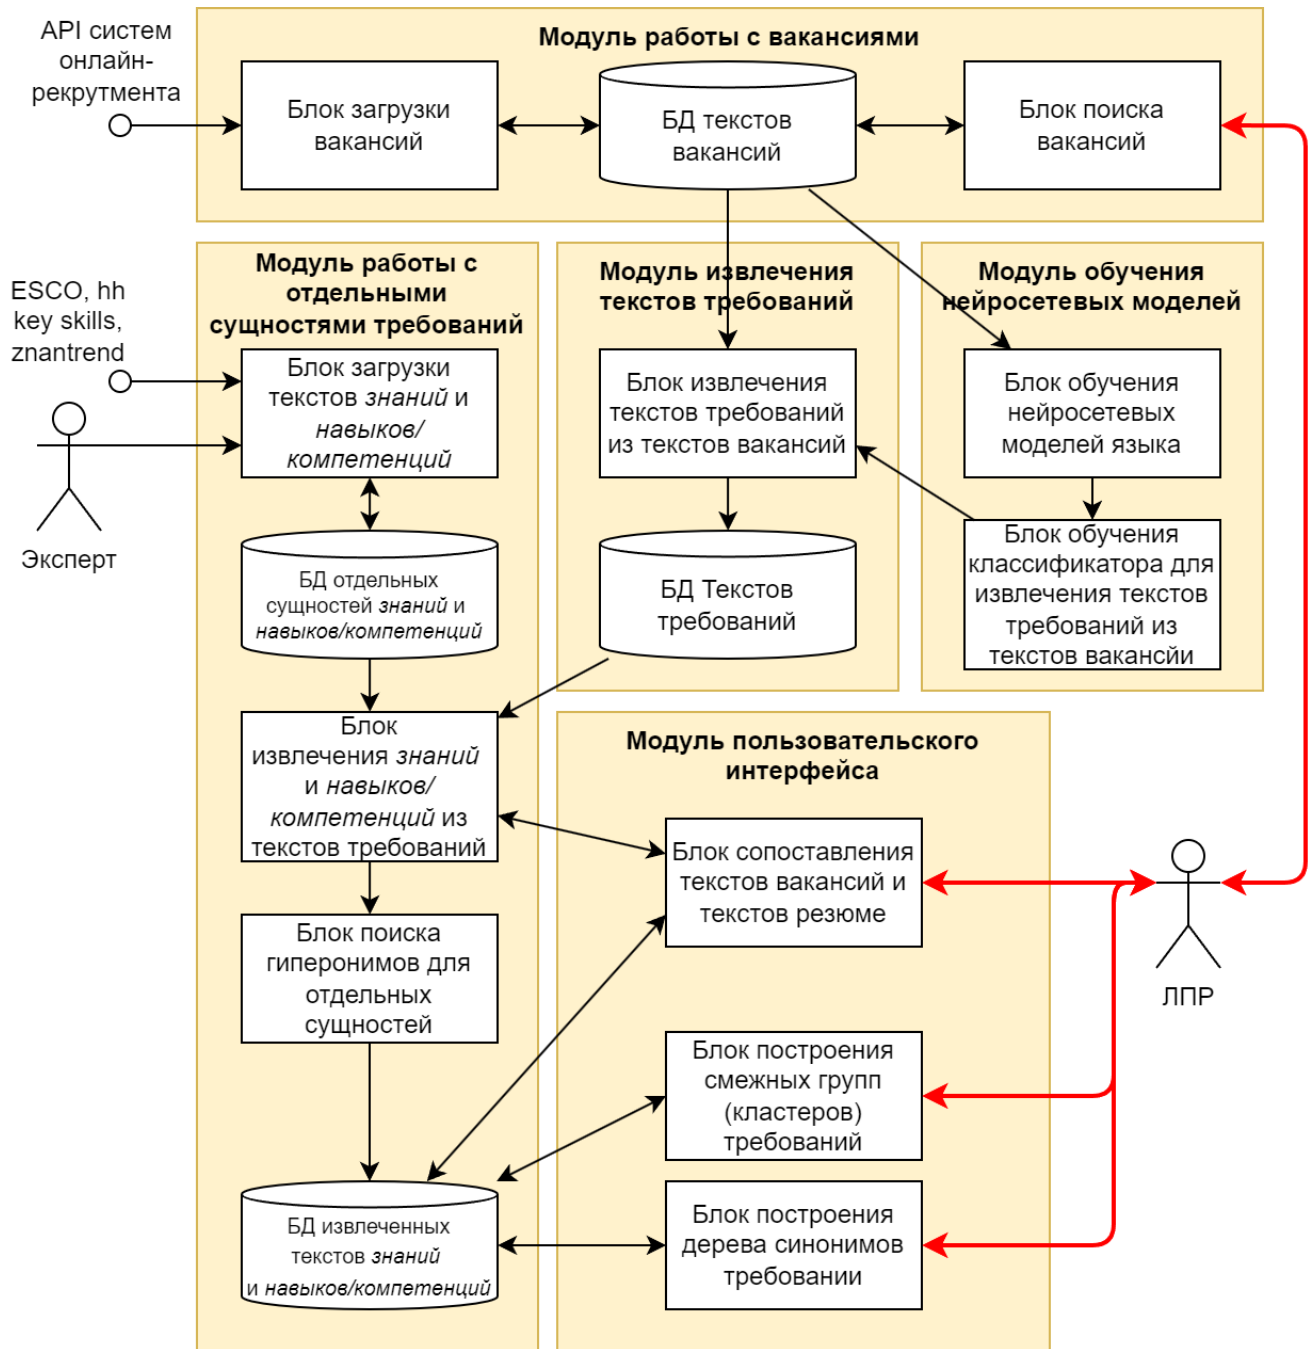 API систем
онлайн-
рекрутмента
Модуль работы с вакансиями
Блок загрузки
вакансий
БД текстов
вакансий
Блок поиска
вакансий
ESCO, hh
key skills,
znantrend
Эксперт
Модуль работы с
отдельными
сущностями требований
Блок загрузки
текстов знаний и
навыков/
компетенций
БД отдельных
сущностей знаний и
навыков/компетенций
Блок
извлечения знаний
и навыков/
компетенций из
текстов требований
Блок поиска
гиперонимов для
отдельных
сущностей
БД извлеченных
текстов знаний
и навыков/компетенций
Модуль извлечения
текстов требований
Блок извлечения
текстов требований
из текстов вакансий
БД Текстов
требований
Модуль обучения
нейросетевых моделей
Блок обучения
нейросетевых
моделей языка
Блок обучения
классификатора для
извлечения текстов
требований из
текстов вакансйи
Модуль пользовательского
интерфейса
Блок сопоставления
текстов вакансий и
текстов резюме
Блок построения
смежных групп
(кластеров)
требований
Блок построения
дерева синонимов
требовании
ЛПР